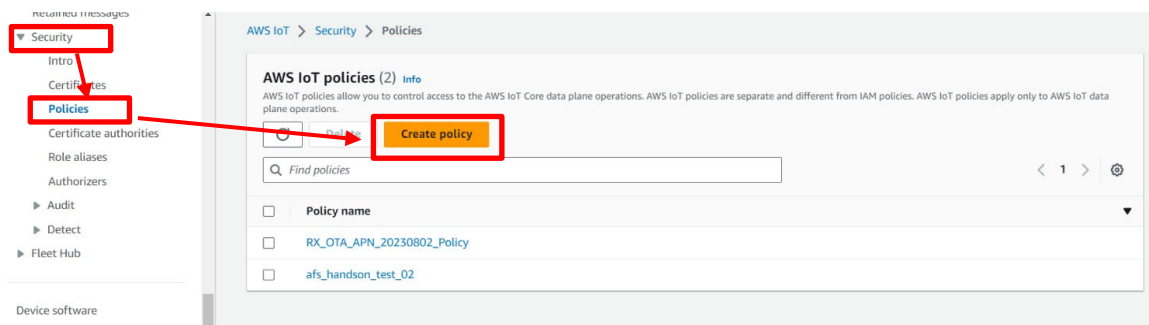 Retained messages
Security
Intro
Certificates
Policies
Certificate authorities
Role aliases
Authorizers
Audit
Detect
Fleet Hub
Device software
AWS IoT > Security > Policies
AWS IoT policies (2) Info
AWS IoT policies allow you to control access to the AWS IoT Core data plane operations. AWS IoT policies are separate and different from IAM policies. AWS IoT policies apply only to AWS IoT data
plane operations.
Delete Create policy
Find policies
< 1 >
Policy name
RX_OTA_APN_20230802_Policy
afs_handson_test_02